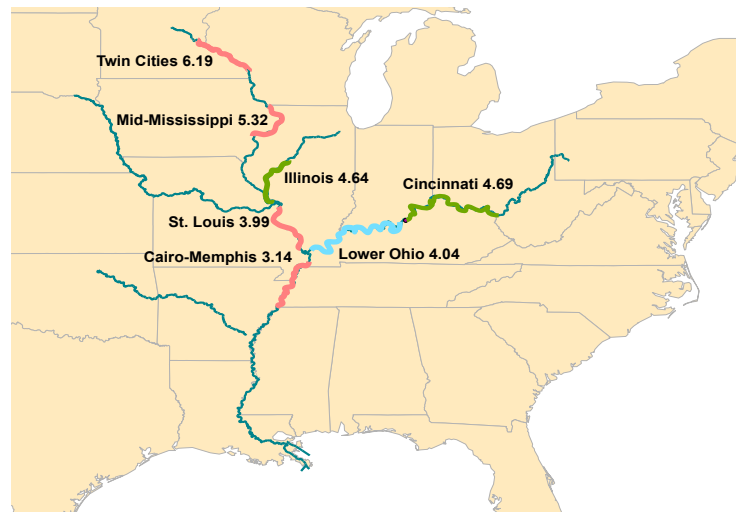 Twin Cities 6.19
Mid-Mississippi 5.32
Illinois 4.64
Cincinnati 4.69
St. Louis 3.99
Cairo-Memphis 3.14
Lower Ohio 4.04